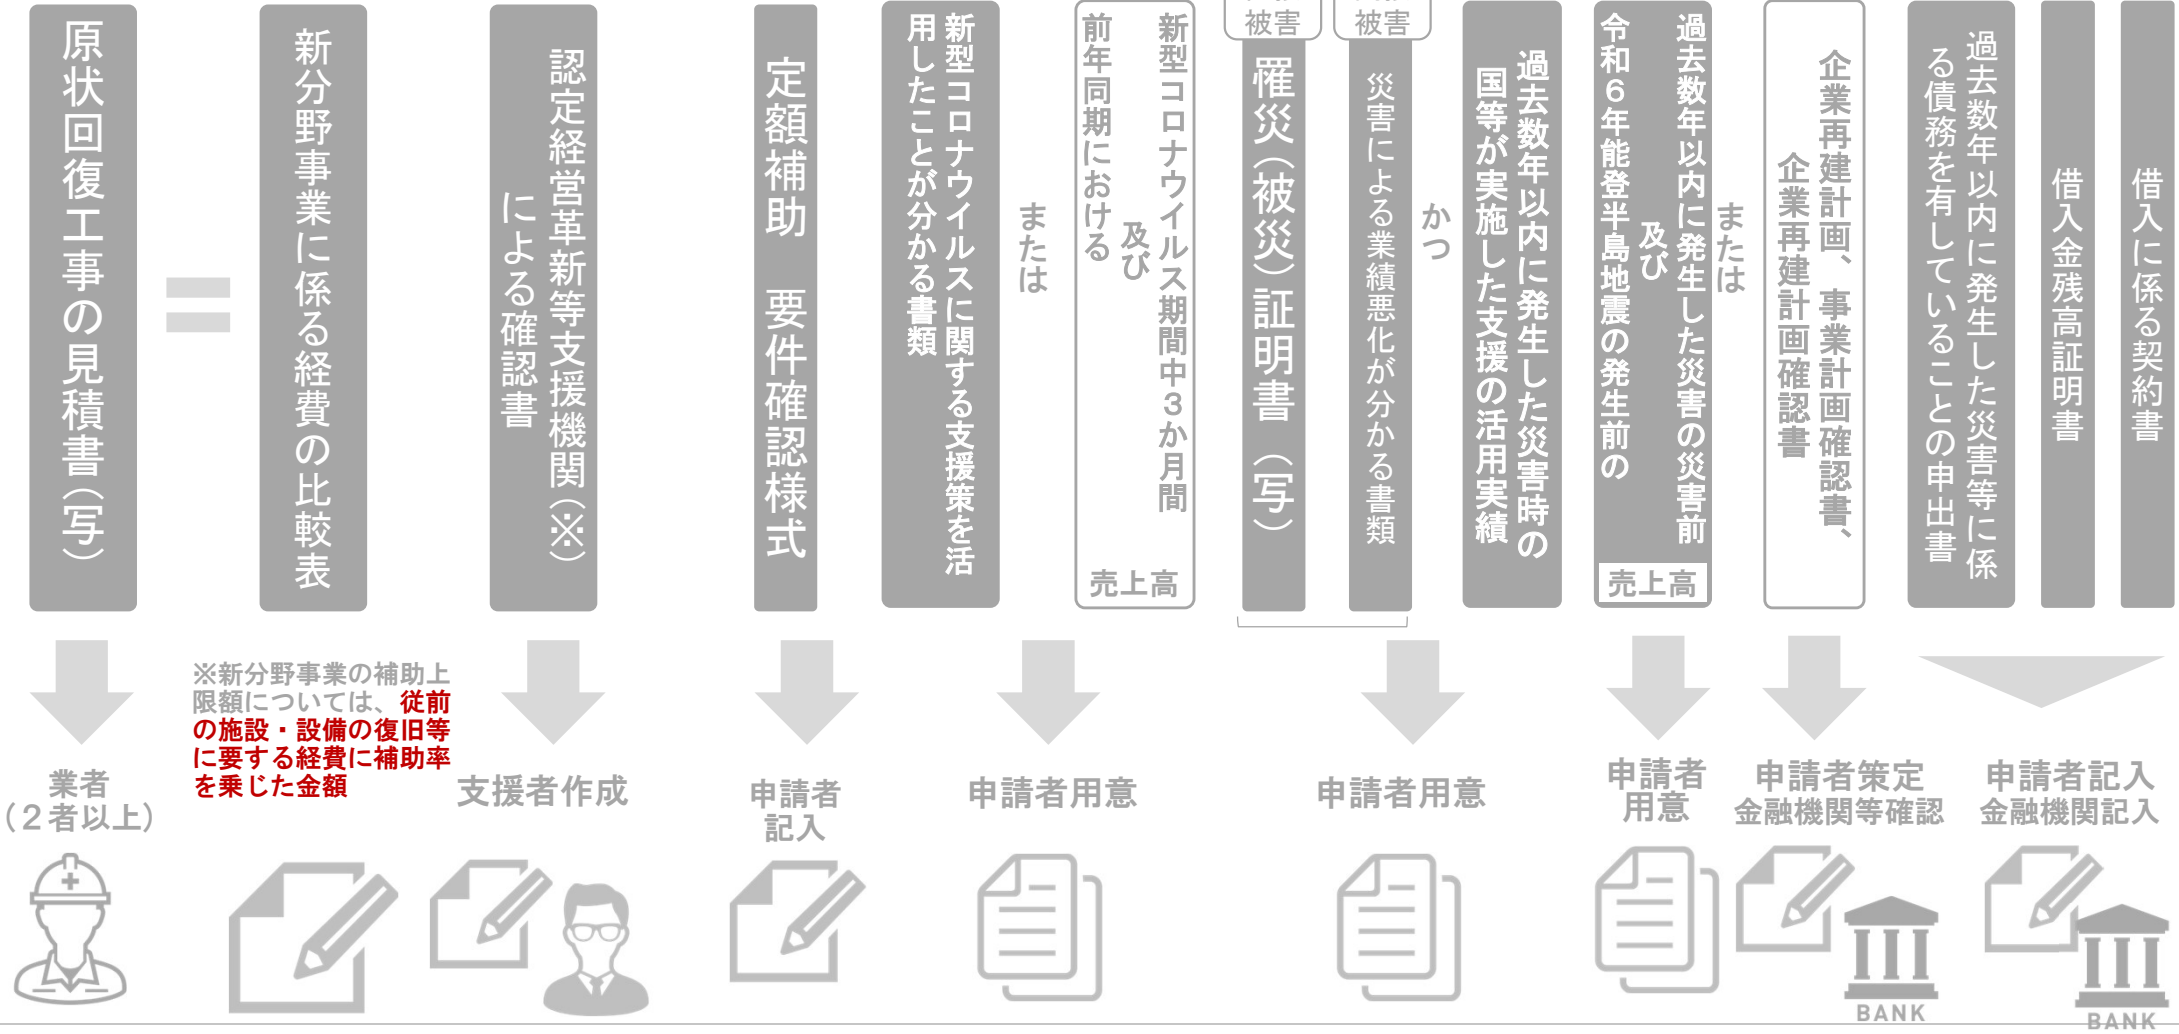 原状回復工事の見積書(写)
新分野事業に係る経費の比較表
認定経営革新等支援機関(※)
による確認書
定額補助 要件確認様式
新型コロナウイルスに関する支援策を活
用したことが分かる書類
または
新型コロナウイルス期間中3か月間
及び
前年同期における
売上高
被害
罹災(被災)証明書(写)
被害
災害による業績悪化が分かる書類
かつ
過去数年以内に発生した災害時の
国等が実施した支援の活用実績
過去数年以内に発生した災害の災害前
及び
令和6年能登半島地震の発生前の
売上高
または
企業再建計画、事業計画確認書、
企業再建計画確認書
過去数年以内に発生した災害等に係
る債務を有していることの申出書
借入金残高証明書
借入に係る契約書
業者
(2者以上)
※新分野事業の補助上
限額については、従前
の施設・設備の復旧等
に要する経費に補助率
を乗じた金額
支援者作成
申請者
記入
申請者用意
申請者用意
申請者
用意
申請者策定
金融機関等確認
申請者記入
金融機関記入
BANK
BANK